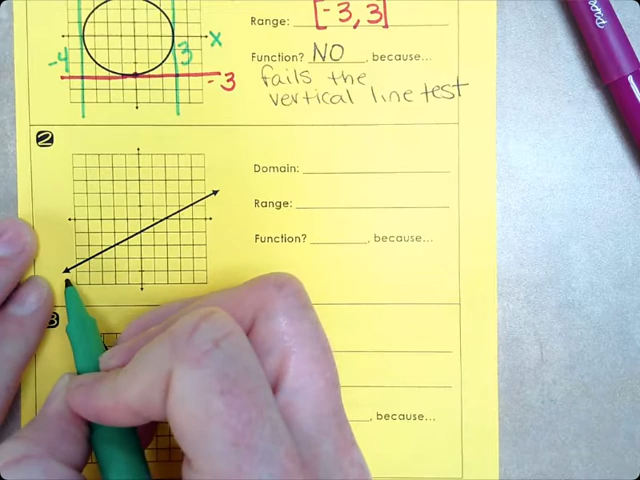 Range: [-3, 3]
-4
3
x
Function? NO, because...
-3
fails the
vertical line test
2
Domain:
Range:
Function? , because...
3
, because...